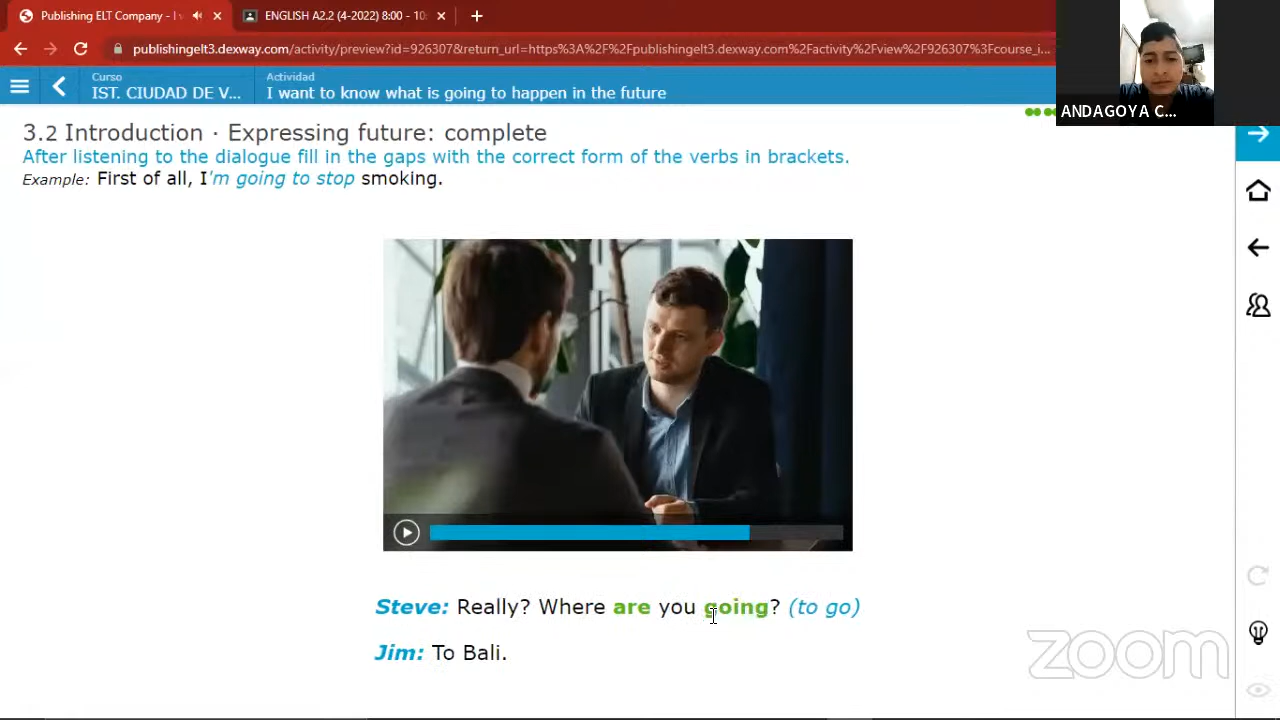 Publishing ELT Company - I w
ENGLISH A2.2 (4-2022) 8:00 - 10:
publishingelt3.dexway.com/activity/preview?id=926307&return_url=https%3A%2F%2Fpublishingelt3.dexway.com%2Factivity%2Fview%2F926307%3Fcourse_i...
Curso
IST. CIUDAD DE V...
Actividad
I want to know what is going to happen in the future
ANDAGOYA C...
3.2 Introduction · Expressing future: complete
After listening to the dialogue fill in the gaps with the correct form of the verbs in brackets.
Example: First of all, I'm going to stop smoking.
Steve: Really? Where are you going? (to go)
Jim: To Bali.
zoom